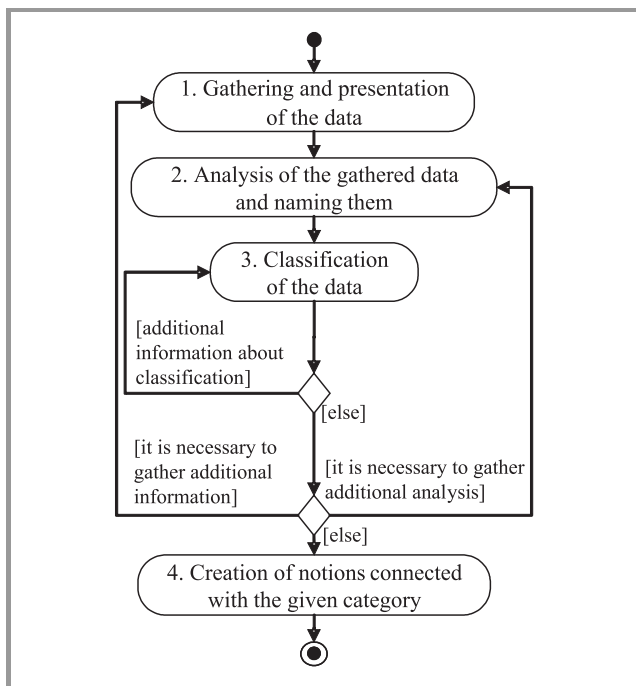 1. Gathering and presentation
of the data
2. Analysis of the gathered data
and naming them
3. Classification
of the data
[additional
information about
classification]
[else]
[it is necessary to
gather additional
information]
[it is necessary to gather
additional analysis]
[else]
4. Creation of notions connected
with the given category